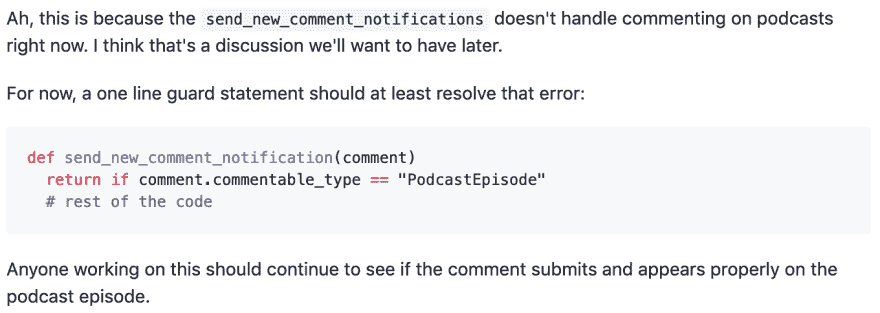 Ah, this is because the send_new_comment_notifications doesn't handle commenting on podcasts
right now. I think that's a discussion we'll want to have later.
For now, a one line guard statement should at least resolve that error:
def send_new_comment_notification(comment)
  return if comment.commentable_type == "PodcastEpisode"
  # rest of the code
Anyone working on this should continue to see if the comment submits and appears properly on the
podcast episode.